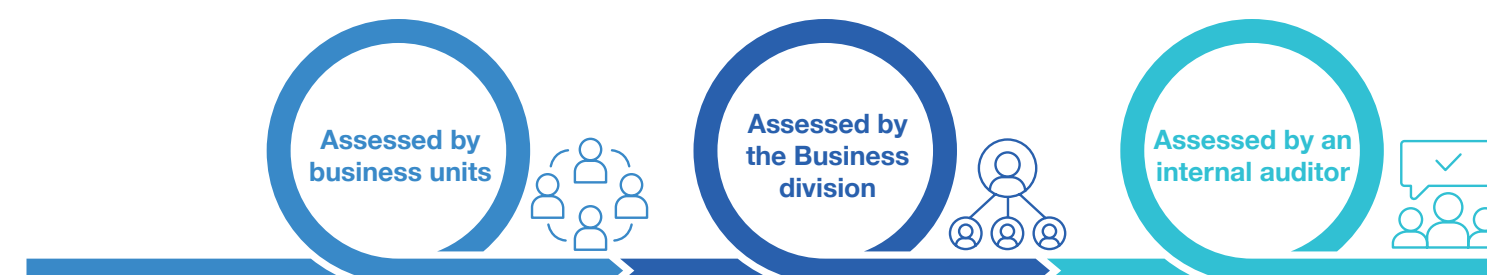 Assessed by
business units
Assessed by
the Business
division
Assessed by an
internal auditor